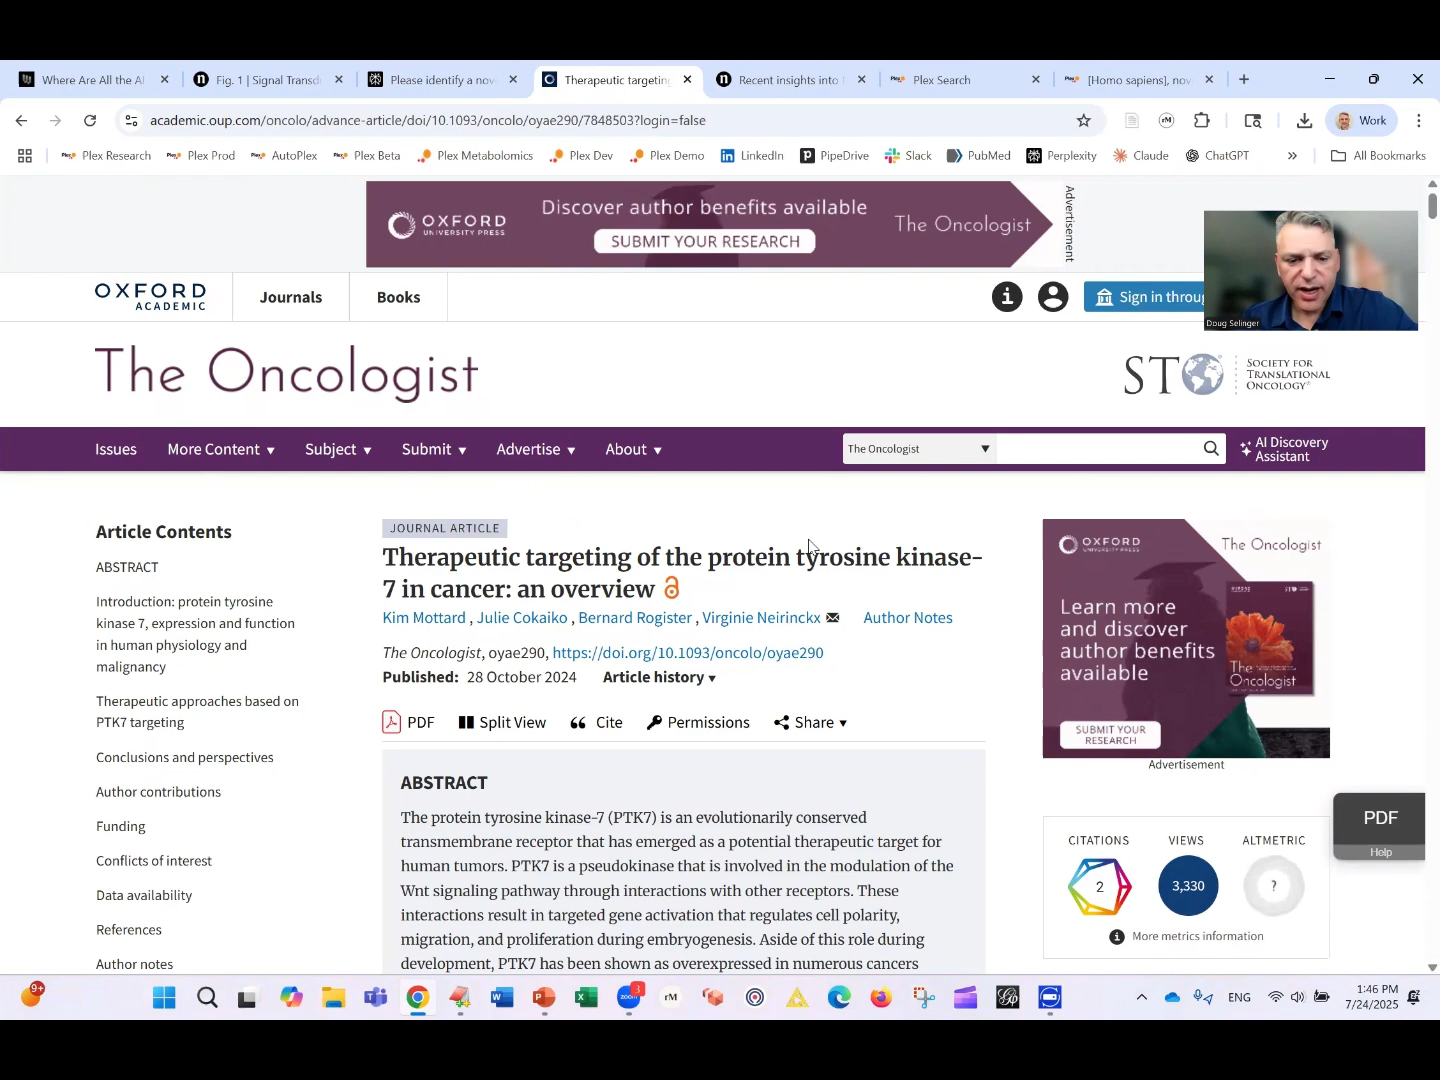 Where Are All the AI
Fig. 1 | Signal Transd
Please identify a nov
Therapeutic targeting
Recent insights into
Plex Search
[Homo sapiens], nov
academic.oup.com/oncolo/advance-article/doi/10.1093/oncolo/oyae290/7848503?login=false
Work
Plex Research
Plex Prod
AutoPlex
Plex Beta
Plex Metabolomics
Plex Dev
Plex Demo
LinkedIn
PipeDrive
Slack
PubMed
Perplexity
Claude
ChatGPT
All Bookmarks
OXFORD
UNIVERSITY PRESS
Discover author benefits available
SUBMIT YOUR RESEARCH
The Oncologist
Advertisement
Doug Selinger
OXFORD
ACADEMIC
Journals
Books
Sign in throug
The Oncologist
STO
SOCIETY FOR
TRANSLATIONAL
ONCOLOGY®
Issues
More Content
Subject
Submit
Advertise
About
The Oncologist
AI Discovery
Assistant
Article Contents
ABSTRACT
Introduction: protein tyrosine
kinase 7, expression and function
in human physiology and
malignancy
Therapeutic approaches based on
PTK7 targeting
Conclusions and perspectives
Author contributions
Funding
Conflicts of interest
Data availability
References
Author notes
JOURNAL ARTICLE
Therapeutic targeting of the protein tyrosine kinase-
7 in cancer: an overview
Kim Mottard , Julie Cokaiko , Bernard Rogister , Virginie Neirinckx Author Notes
The Oncologist, oyae290, https://doi.org/10.1093/oncolo/oyae290
Published: 28 October 2024 Article history
PDF
Split View
Cite
Permissions
Share
ABSTRACT
The protein tyrosine kinase-7 (PTK7) is an evolutionarily conserved
transmembrane receptor that has emerged as a potential therapeutic target for
human tumors. PTK7 is a pseudokinase that is involved in the modulation of the
Wnt signaling pathway through interactions with other receptors. These
interactions result in targeted gene activation that regulates cell polarity,
migration, and proliferation during embryogenesis. Aside of this role during
development, PTK7 has been shown as overexpressed in numerous cancers
OXFORD
UNIVERSITY PRESS
The Oncologist
Learn more
and discover
author benefits
available
The
Oncologist
SUBMIT YOUR
RESEARCH
Advertisement
PDF
Help
CITATIONS
VIEWS
ALTMETRIC
2
3,330
?
More metrics information
9+
zoom
3
rM
ENG
1:46 PM
7/24/2025